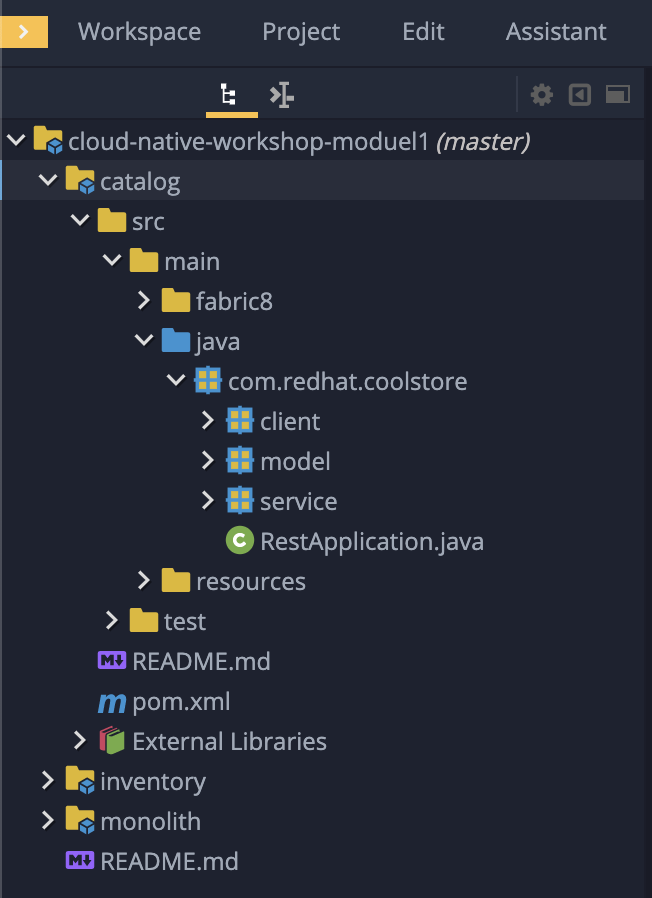 Workspace Project Edit Assistant
cloud-native-workshop-moduel1 (master)
catalog
src
main
fabric8
java
com.redhat.coolstore
client
model
service
C RestApplication.java
resources
test
M README.md
m pom.xml
External Libraries
inventory
monolith
M README.md